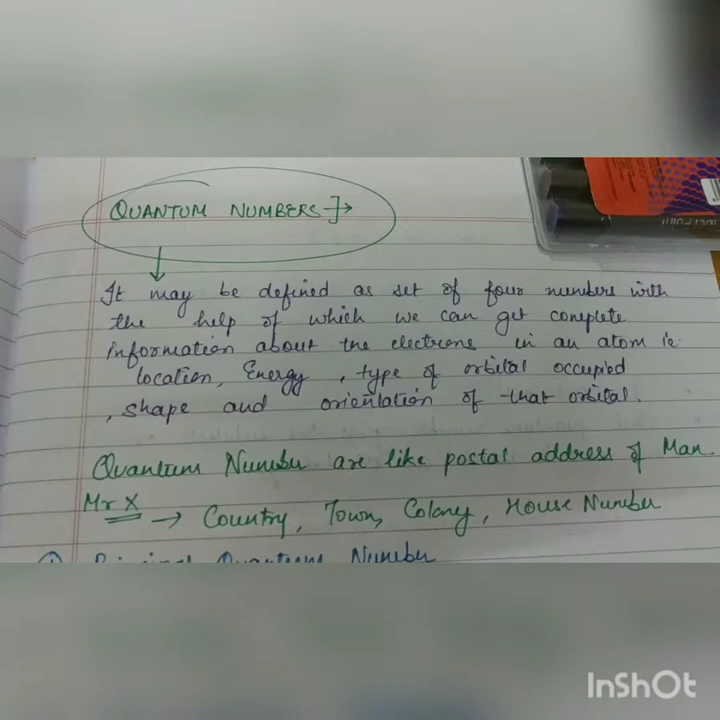 QUANTUM NUMBERS]→
It may be defined as set of four numbers with
the help of which we can get complete
information about the electrons in an atom ie
location, Energy, type of orbital occupied
, shape and orientation of that orbital.
Quantum Number are like postal address of Man.
Mr X → Country, Town, Colony, House Number
Quantum Number
InShOt